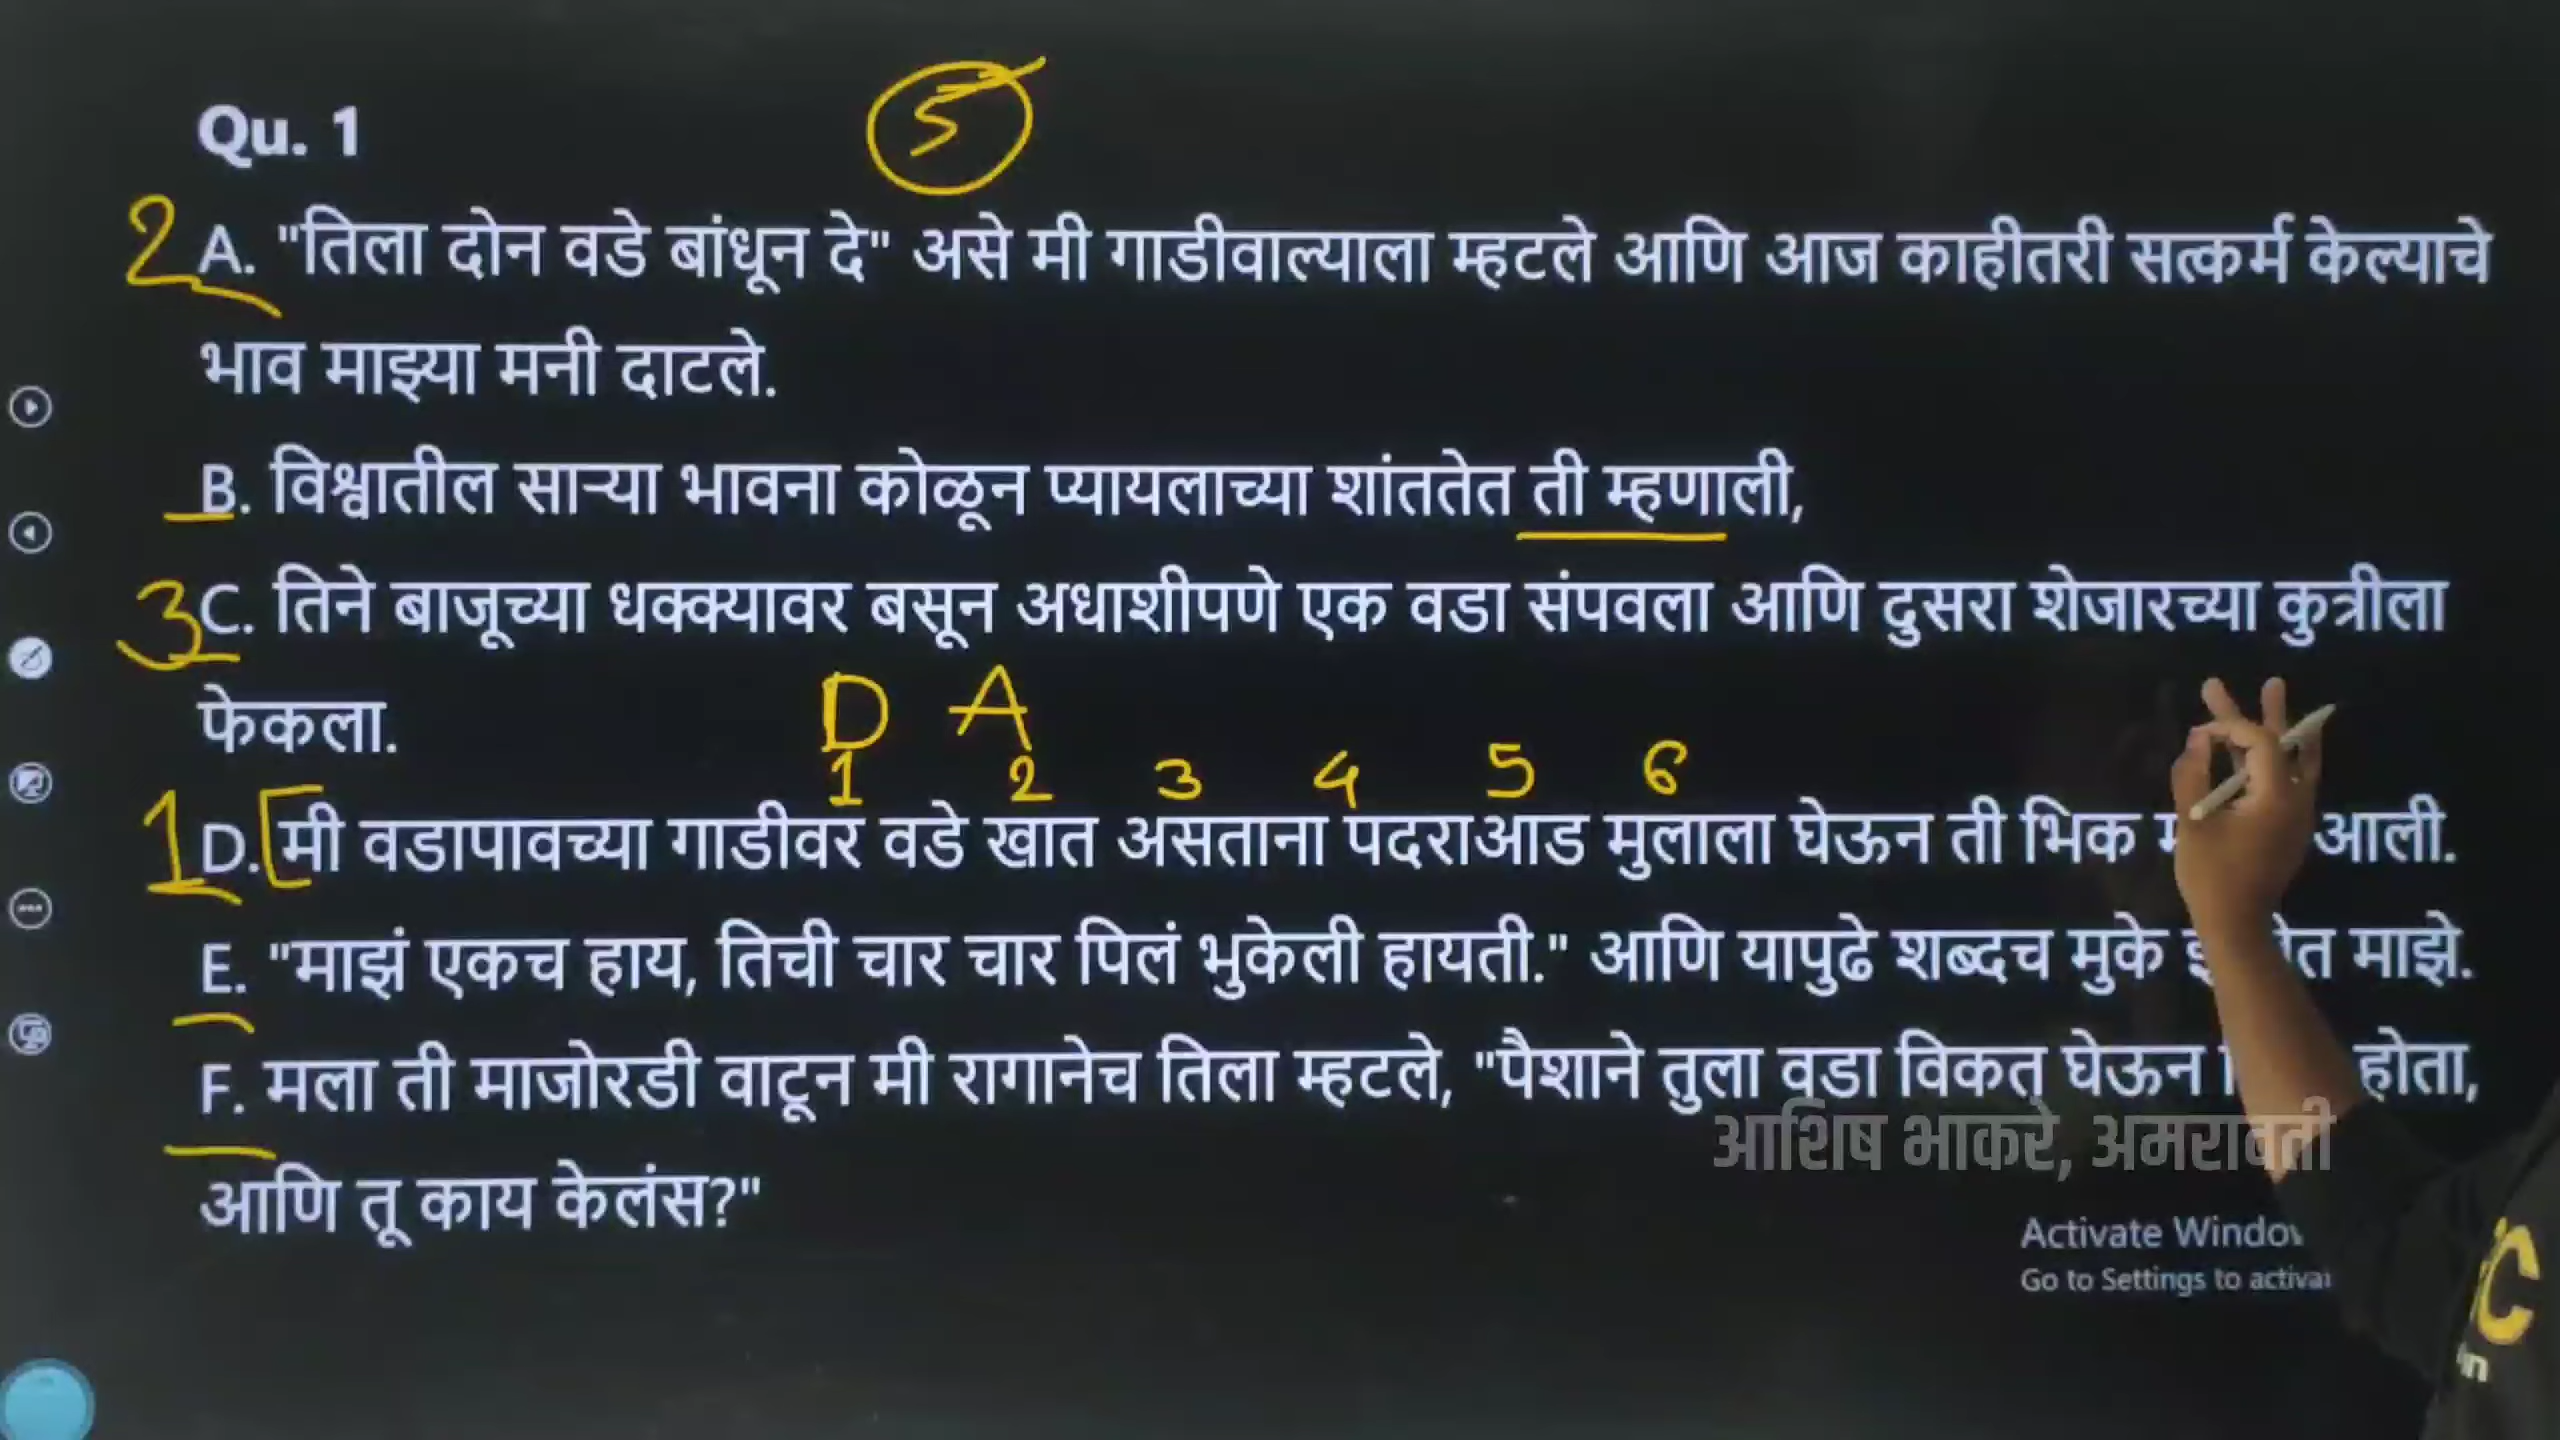 5
Qu. 1
2 A. "तिला दोन वडे बांधून दे" असे मी गाडीवाल्याला म्हटले आणि आज काहीतरी सत्कर्म केल्याचे
भाव माझ्या मनी दाटले.
B. विश्वातील साऱ्या भावना कोळून प्यायलाच्या शांततेत ती म्हणाली,
3 C. तिने बाजूच्या धक्क्यावर बसून अधाशीपणे एक वडा संपवला आणि दुसरा शेजारच्या कुत्रीला
फेकला.
D A
1 2 3 4 5 6
1 D. [मी वडापावच्या गाडीवर वडे खात असताना पदराआड मुलाला घेऊन ती भिक आली.
E. "माझं एकच हाय, तिची चार चार पिलं भुकेली हायती." आणि यापुढे शब्दच मुके माझे.
F. मला ती माजोरडी वाटून मी रागानेच तिला म्हटले, "पैशाने तुला वडा विकत घेऊन होता,
आशिष भाकरे, अमरावती
आणि तू काय केलंस?"
Activate
Go to Settings to